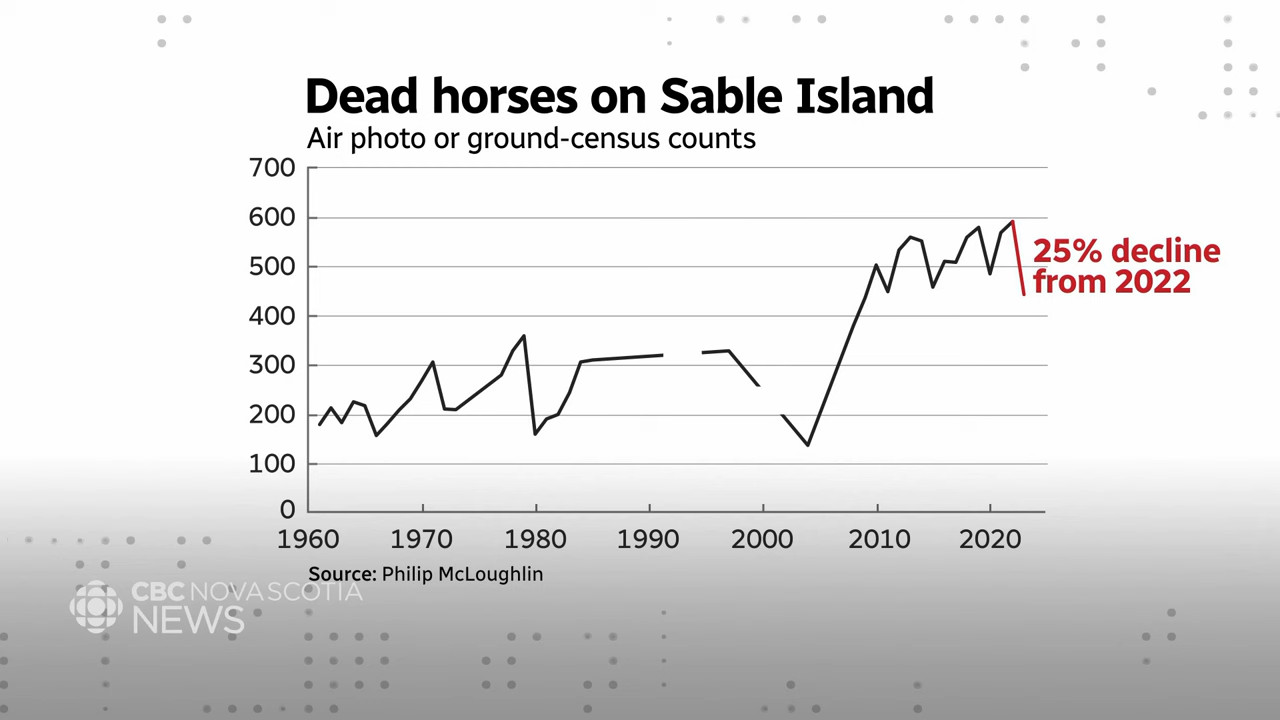 Dead horses on Sable Island
Air photo or ground-census counts
700
600
500
400
300
200
100
0
25% decline
from 2022
1960 1970 1980 1990 2000 2010 2020
Source: Philip McLoughlin
CBC NOVA SCOTIA
NEWS